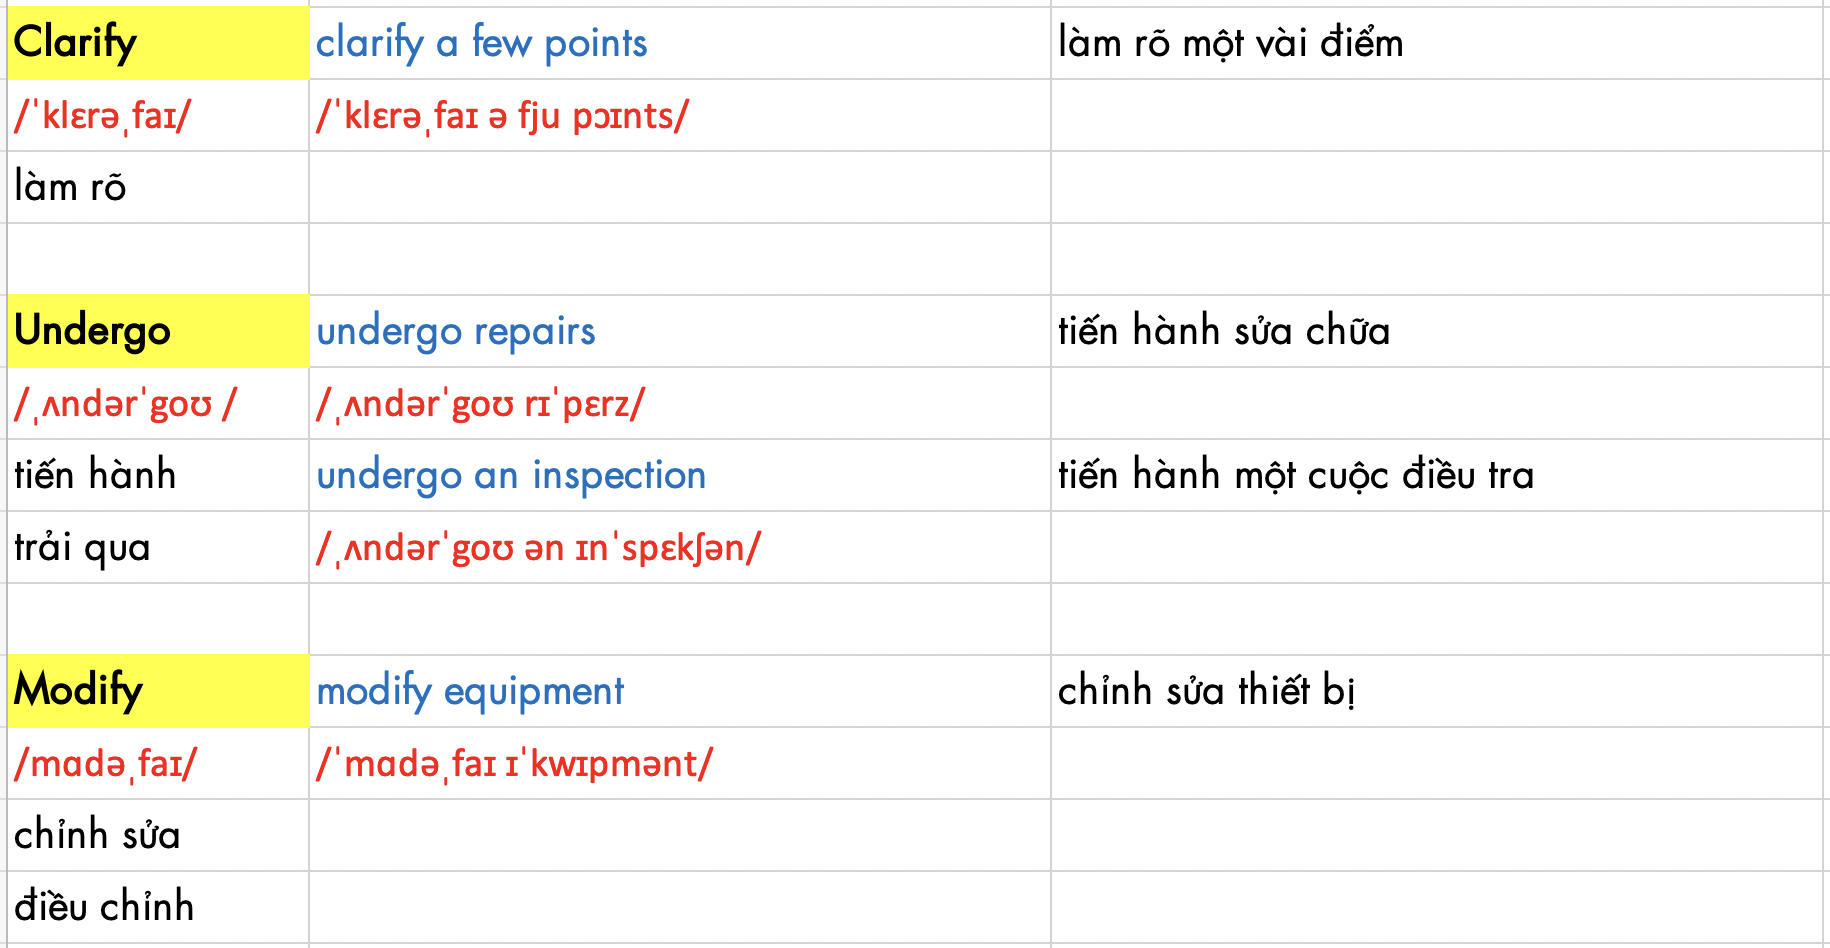 Clarify clarify a few points làm rõ một vài điểm
/ˈklɛrəˌfaɪ/ /ˈklɛrəˌfaɪ ə fju pɔɪnts/
làm rõ
Undergo undergo repairs tiến hành sửa chữa
/ˌʌndərˈgoʊ / /ˌʌndərˈgoʊ rɪˈpɛrz/
tiến hành undergo an inspection tiến hành một cuộc điều tra
trải qua /ˌʌndərˈgoʊ ən ɪnˈspɛkʃən/
Modify modify equipment chỉnh sửa thiết bị
/mɑdəˌfaɪ/ /ˈmɑdəˌfaɪ ɪˈkwɪpmənt/
chỉnh sửa
điều chỉnh